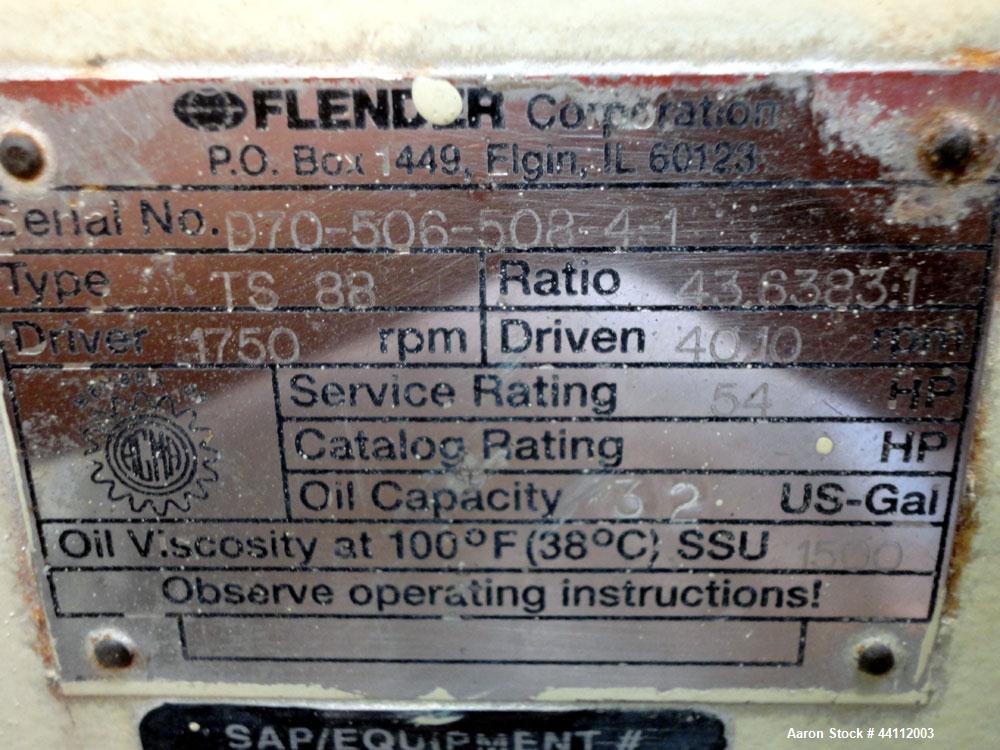 FLENDER Corporation
P.O. Box 1449, Elgin, IL 60123
Serial No. D70-506-508-4-1
Type TS 88 Ratio 43.6383:1
Driver 1750 rpm Driven 40.10 rpm
Service Rating 54 HP
Catalog Rating HP
Oil Capacity 32 US-Gal
Oil Viscosity at 100°F (38°C) SSU 1500
Observe operating instructions!
SAP/EQUIPMENT #
Aaron Stock # 44112003